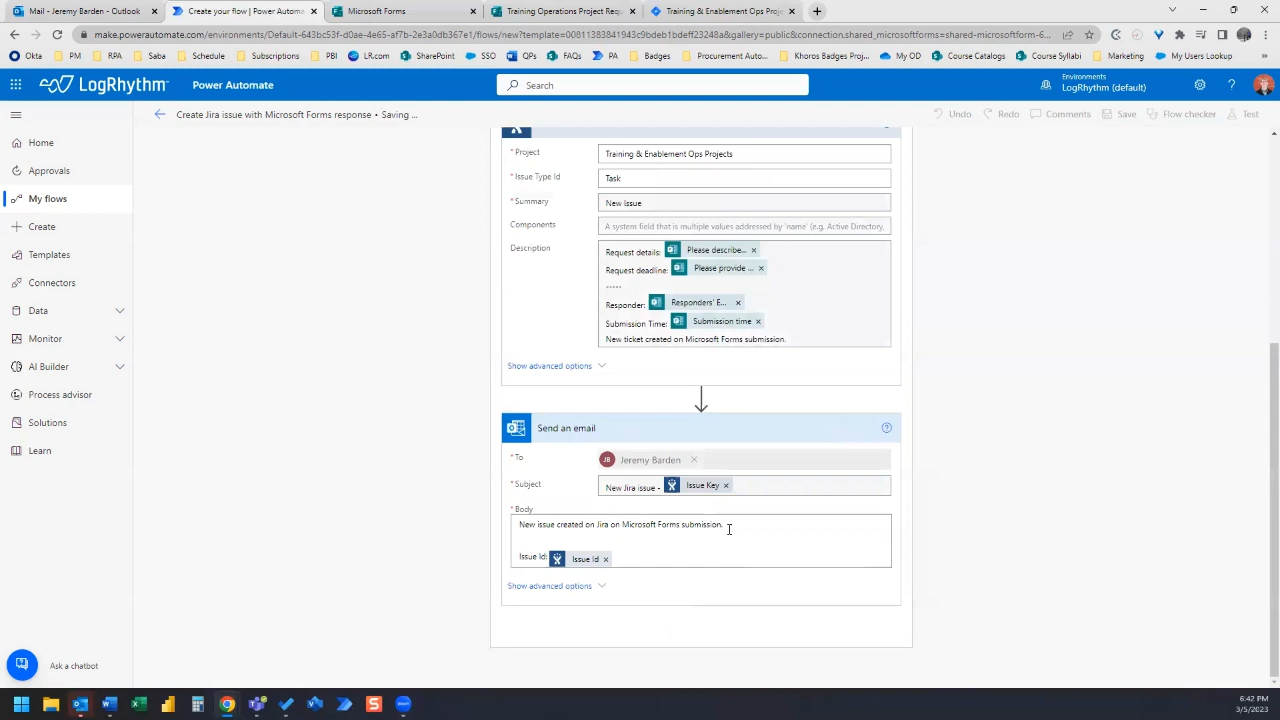 Mail - Jeremy Barden - Outlook
Create your flow | Power Automa
Microsoft Forms
Training Operations Project Requ
Training & Enablement Ops Proje
make.powerautomate.com/environments/Default-643bc53f-d0ae-4e65-af7b-2e3a0db367e1/flows/new?template=00811383841943c9bdeb1bdeff23248a&gallery=public&connection.shared_microsoftforms=shared-microsoftform-6...
Okta
PM
RPA
Saba
Schedule
Subscriptions
PBI
LR.com
SharePoint
SSO
QPs
FAQs
PA
Badges
Procurement Auto...
Khoros Badges Proj...
My OD
Course Catalogs
Course Syllabi
Marketing
My Users Lookup
LogRhythm
Power Automate
Search
Environments
LogRhythm (default)
Create Jira issue with Microsoft Forms response • Saving ...
Undo
Redo
Comments
Save
Flow checker
Test
Home
Approvals
My flows
Create
Templates
Connectors
Data
Monitor
AI Builder
Process advisor
Solutions
Learn
Ask a chatbot
* Project
Training & Enablement Ops Projects
* Issue Type Id
Task
* Summary
New Issue
Components
A system field that is multiple values addressed by 'name' (e.g. Active Directory,
Description
Request details: Please describe... ×
Request deadline: Please provide ... ×
-----
Responder: Responders' E... ×
Submission Time: Submission time ×
New ticket created on Microsoft Forms submission.
Show advanced options
Send an email
* To
JB Jeremy Barden ×
* Subject
New Jira issue - Issue Key ×
* Body
New issue created on Jira on Microsoft Forms submission.
Issue Id: Issue Id ×
Show advanced options
6:42 PM
3/5/2023